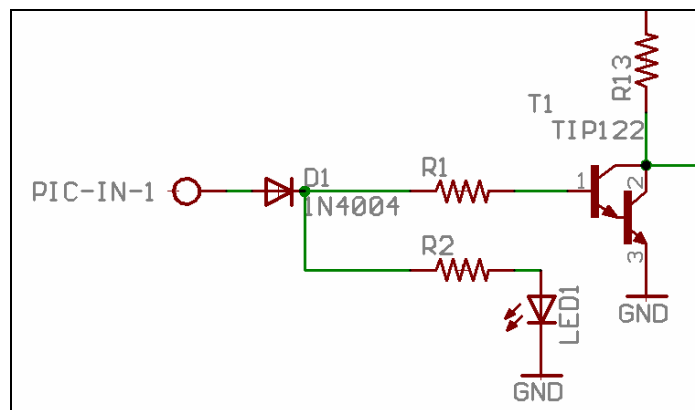 R13
T1
TIP122
PIC-IN-1
D1
1N4004
R1
1
2
3
R2
LED1
GND
GND